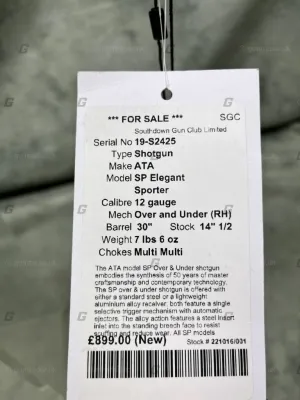 *** FOR SALE *** SGC
Southdown Gun Club Limited
Serial No 19-S2425
Type Shotgun
Make ATA
Model SP Elegant
Sporter
Calibre 12 gauge
Mech Over and Under (RH)
Barrel 30" Stock 14" 1/2
Weight 7 lbs 6 oz
Chokes Multi Multi
The ATA model SP Over & Under shotgun
embodies the synthesis of 50 years of master
craftsmanship and contemporary technology.
The SP over & under shotgun is offered with
either a standard steel or a lightweight
aluminium alloy receiver, both feature a single
selective trigger mechanism with automatic
ejectors. The alloy action features a steel insert
inlet into the standing breech face to resist
scuffing and reduce wear. All SP models
£899.00 (New) Stock # 221016/001